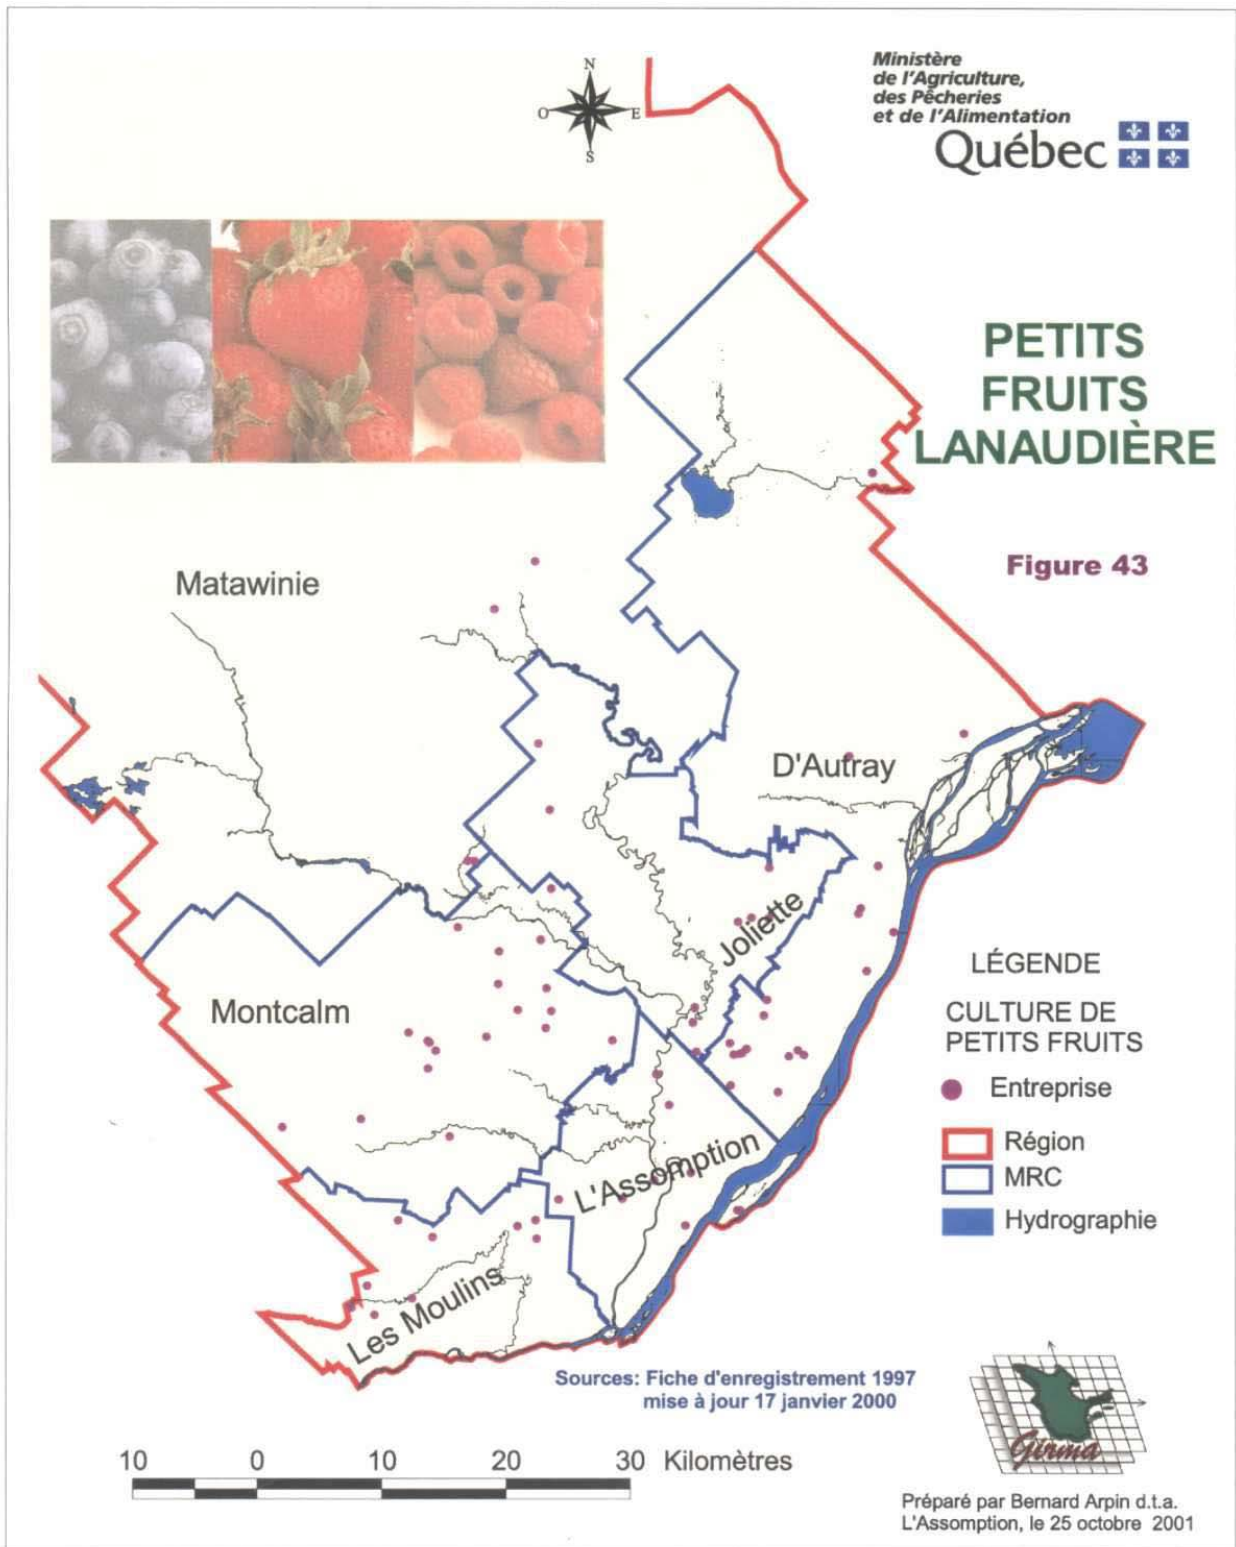 Ministère
de l'Agriculture,
des Pêcheries
et de l'Alimentation
Québec
N
O
E
S
PETITS
FRUITS
LANAUDIÈRE
Figure 43
Matawinie
D'Autray
Joliette
Montcalm
L'Assomption
Les Moulins
LÉGENDE
CULTURE DE
PETITS FRUITS
Entreprise
Région
MRC
Hydrographie
Sources: Fiche d'enregistrement 1997
mise à jour 17 janvier 2000
10 0 10 20 30 Kilomètres
Girma
Préparé par Bernard Arpin d.t.a.
L'Assomption, le 25 octobre 2001